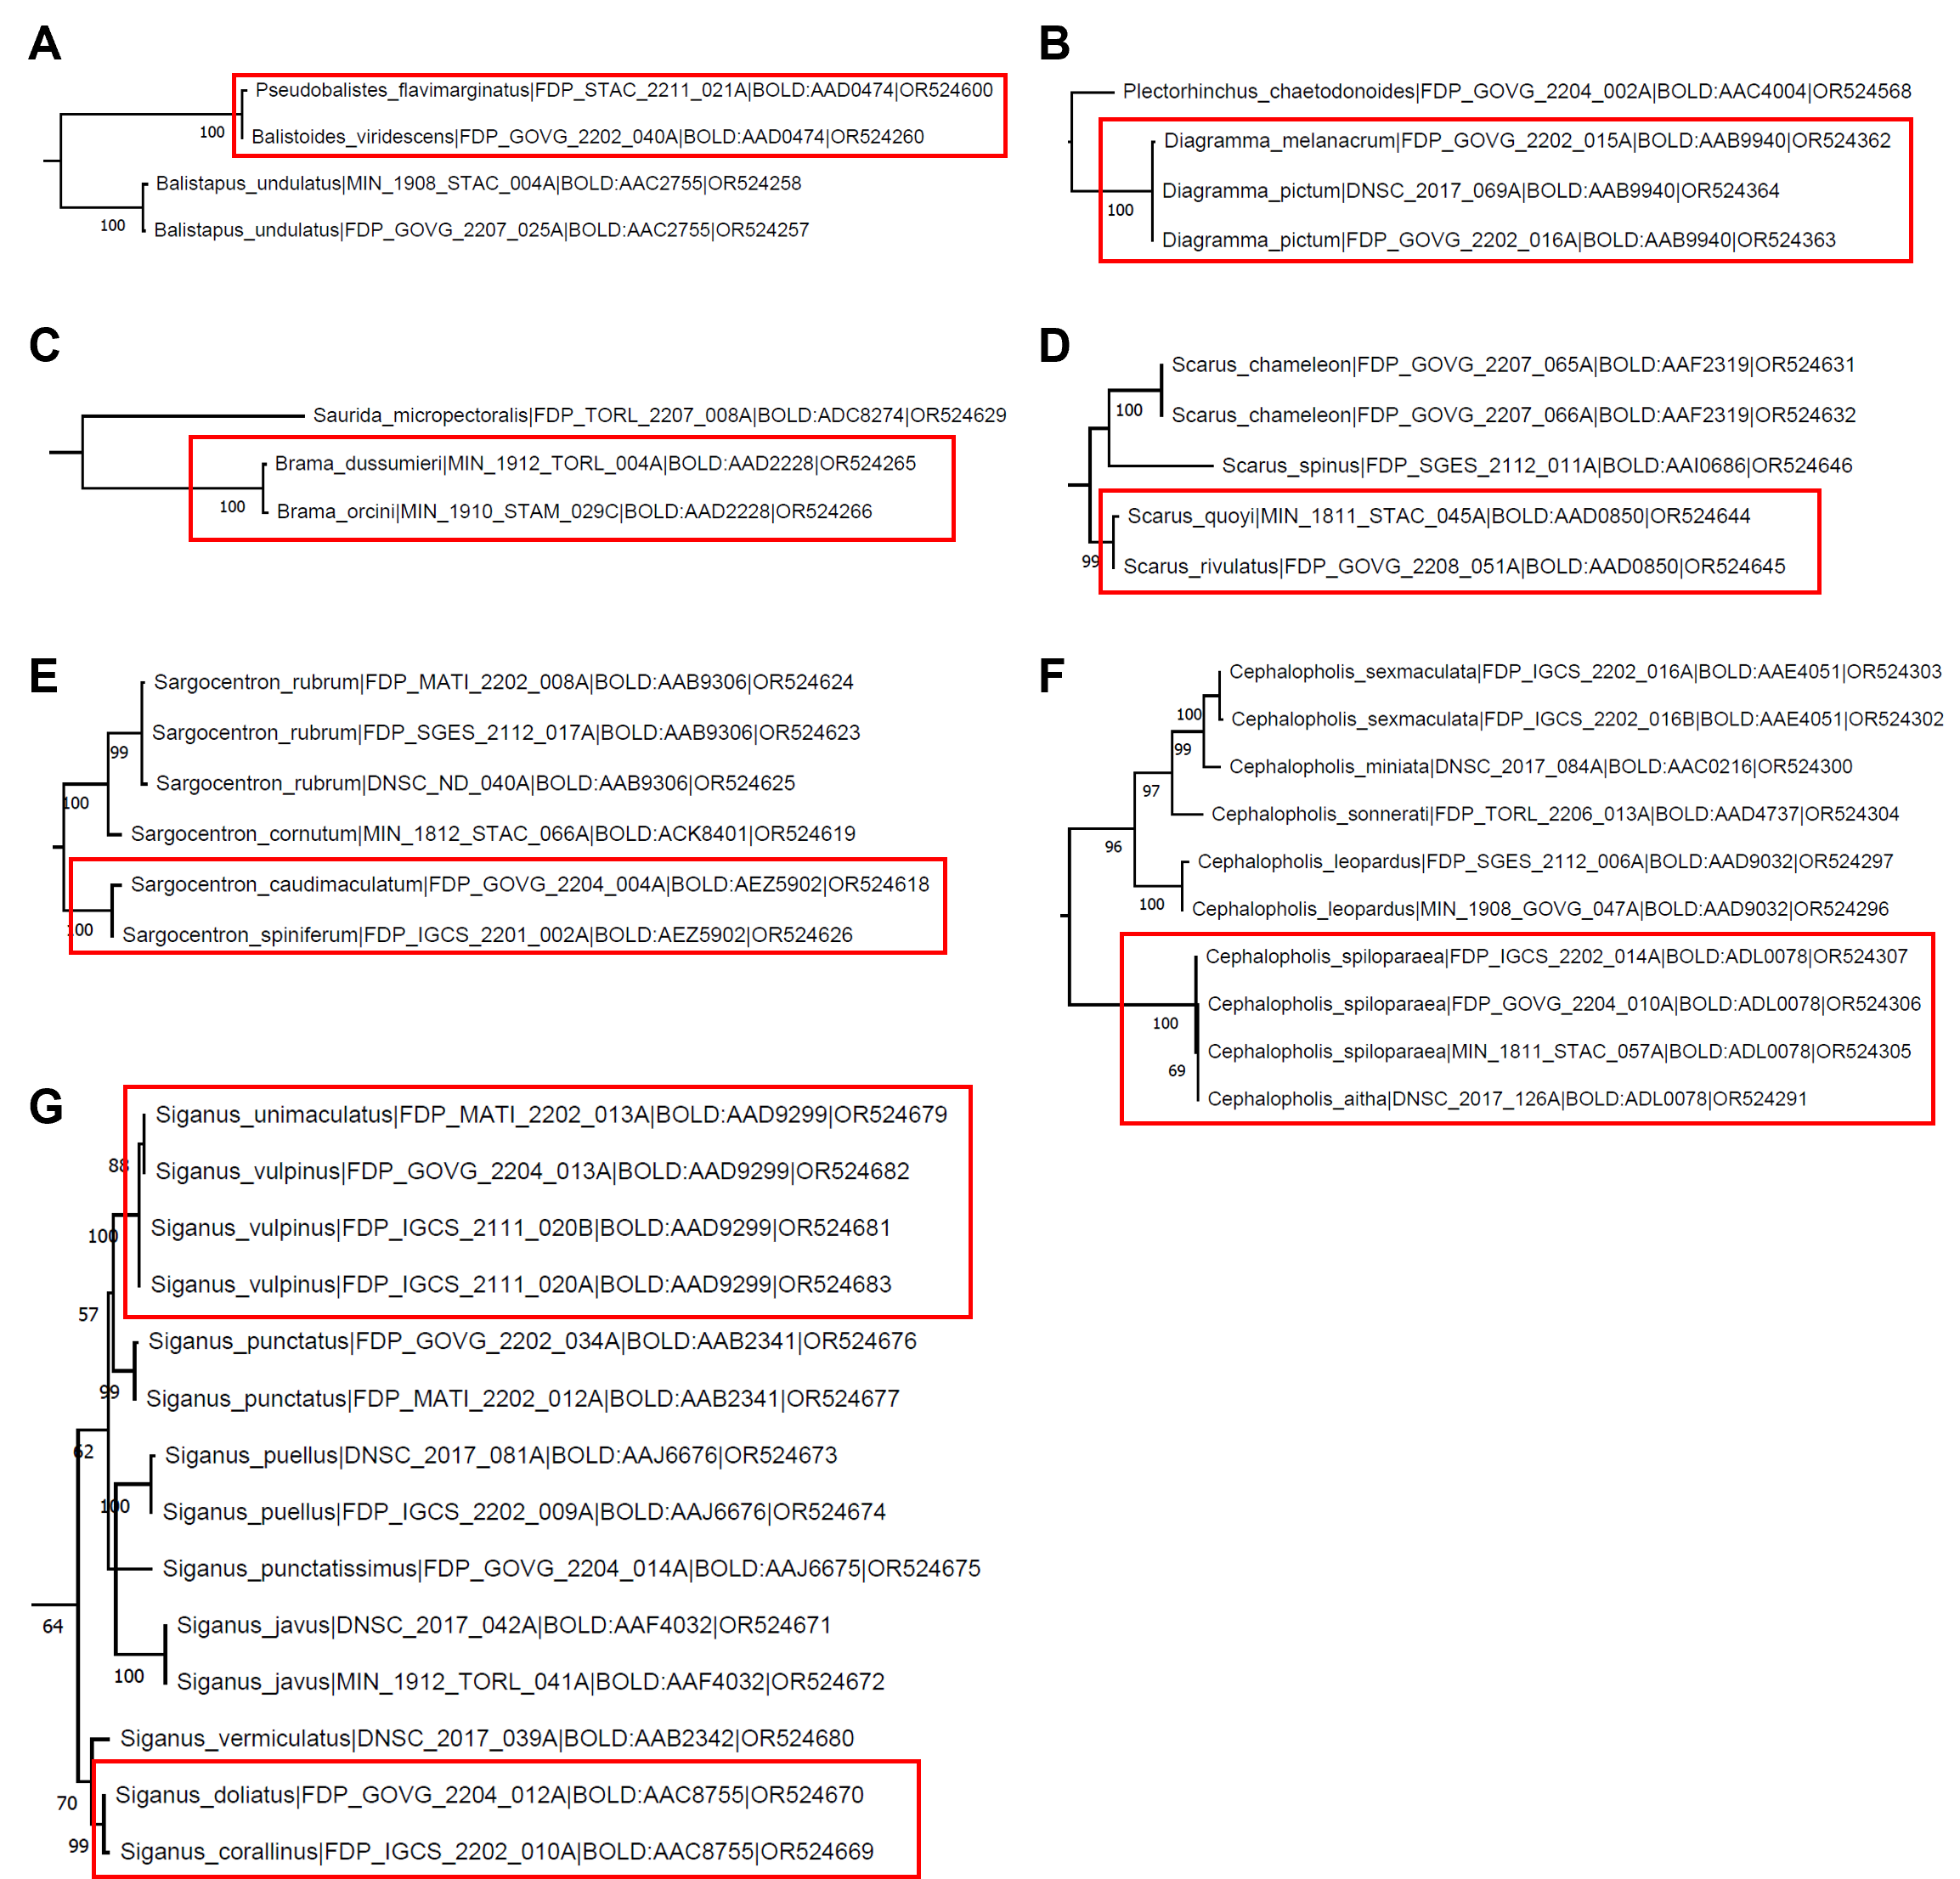 A
Pseudobalistes_flavimarginatus|FDP_STAC_2211_021A|BOLD:AAD0474|OR524600
100
Balistoides_viridescens|FDP_GOVG_2202_040A|BOLD:AAD0474|OR524260
Balistapus_undulatus|MIN_1908_STAC_004A|BOLD:AAC2755|OR524258
100
Balistapus_undulatus|FDP_GOVG_2207_025A|BOLD:AAC2755|OR524257
B
Plectorhinchus_chaetodonoides|FDP_GOVG_2204_002A|BOLD:AAC4004|OR524568
Diagramma_melanacrum|FDP_GOVG_2202_015A|BOLD:AAB9940|OR524362
Diagramma_pictum|DNSC_2017_069A|BOLD:AAB9940|OR524364
100
Diagramma_pictum|FDP_GOVG_2202_016A|BOLD:AAB9940|OR524363
C
Saurida_micropectoralis|FDP_TORL_2207_008A|BOLD:ADC8274|OR524629
Brama_dussumieri|MIN_1912_TORL_004A|BOLD:AAD2228|OR524265
100
Brama_orcini|MIN_1910_STAM_029C|BOLD:AAD2228|OR524266
D
Scarus_chameleon|FDP_GOVG_2207_065A|BOLD:AAF2319|OR524631
100
Scarus_chameleon|FDP_GOVG_2207_066A|BOLD:AAF2319|OR524632
Scarus_spinus|FDP_SGES_2112_011A|BOLD:AAI0686|OR524646
Scarus_quoyi|MIN_1811_STAC_045A|BOLD:AAD0850|OR524644
99
Scarus_rivulatus|FDP_GOVG_2208_051A|BOLD:AAD0850|OR524645
E
Sargocentron_rubrum|FDP_MATI_2202_008A|BOLD:AAB9306|OR524624
Sargocentron_rubrum|FDP_SGES_2112_017A|BOLD:AAB9306|OR524623
99
Sargocentron_rubrum|DNSC_ND_040A|BOLD:AAB9306|OR524625
100
Sargocentron_cornutum|MIN_1812_STAC_066A|BOLD:ACK8401|OR524619
Sargocentron_caudimaculatum|FDP_GOVG_2204_004A|BOLD:AEZ5902|OR524618
100
Sargocentron_spiniferum|FDP_IGCS_2201_002A|BOLD:AEZ5902|OR524626
F
Cephalopholis_sexmaculata|FDP_IGCS_2202_016A|BOLD:AAE4051|OR524303
100
Cephalopholis_sexmaculata|FDP_IGCS_2202_016B|BOLD:AAE4051|OR524302
99
Cephalopholis_miniata|DNSC_2017_084A|BOLD:AAC0216|OR524300
97
Cephalopholis_sonnerati|FDP_TORL_2206_013A|BOLD:AAD4737|OR524304
96
Cephalopholis_leopardus|FDP_SGES_2112_006A|BOLD:AAD9032|OR524297
100
Cephalopholis_leopardus|MIN_1908_GOVG_047A|BOLD:AAD9032|OR524296
Cephalopholis_spiloparaea|FDP_IGCS_2202_014A|BOLD:ADL0078|OR524307
Cephalopholis_spiloparaea|FDP_GOVG_2204_010A|BOLD:ADL0078|OR524306
100
Cephalopholis_spiloparaea|MIN_1811_STAC_057A|BOLD:ADL0078|OR524305
69
Cephalopholis_aitha|DNSC_2017_126A|BOLD:ADL0078|OR524291
G
Siganus_unimaculatus|FDP_MATI_2202_013A|BOLD:AAD9299|OR524679
88
Siganus_vulpinus|FDP_GOVG_2204_013A|BOLD:AAD9299|OR524682
Siganus_vulpinus|FDP_IGCS_2111_020B|BOLD:AAD9299|OR524681
100
Siganus_vulpinus|FDP_IGCS_2111_020A|BOLD:AAD9299|OR524683
57
Siganus_punctatus|FDP_GOVG_2202_034A|BOLD:AAB2341|OR524676
99
Siganus_punctatus|FDP_MATI_2202_012A|BOLD:AAB2341|OR524677
62
Siganus_puellus|DNSC_2017_081A|BOLD:AAJ6676|OR524673
100
Siganus_puellus|FDP_IGCS_2202_009A|BOLD:AAJ6676|OR524674
Siganus_punctatissimus|FDP_GOVG_2204_014A|BOLD:AAJ6675|OR524675
64
Siganus_javus|DNSC_2017_042A|BOLD:AAF4032|OR524671
100
Siganus_javus|MIN_1912_TORL_041A|BOLD:AAF4032|OR524672
Siganus_vermiculatus|DNSC_2017_039A|BOLD:AAB2342|OR524680
70
Siganus_doliatus|FDP_GOVG_2204_012A|BOLD:AAC8755|OR524670
99
Siganus_corallinus|FDP_IGCS_2202_010A|BOLD:AAC8755|OR524669